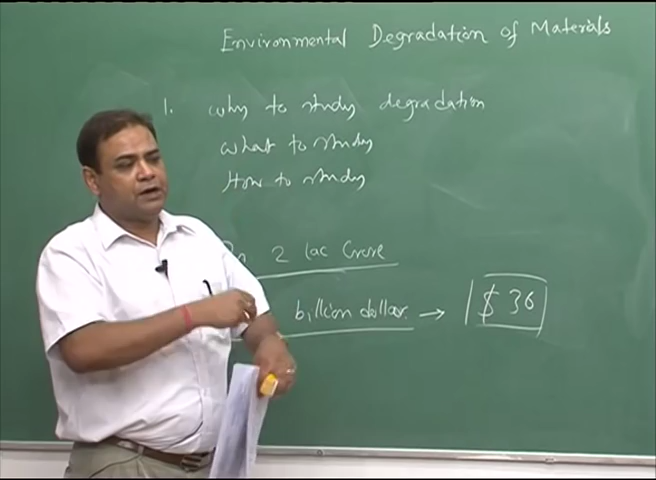 Environmental Degradation of Materials
1. why to study degradation
what to study
How to study
2 lac Crore
billion dollar → $ 36